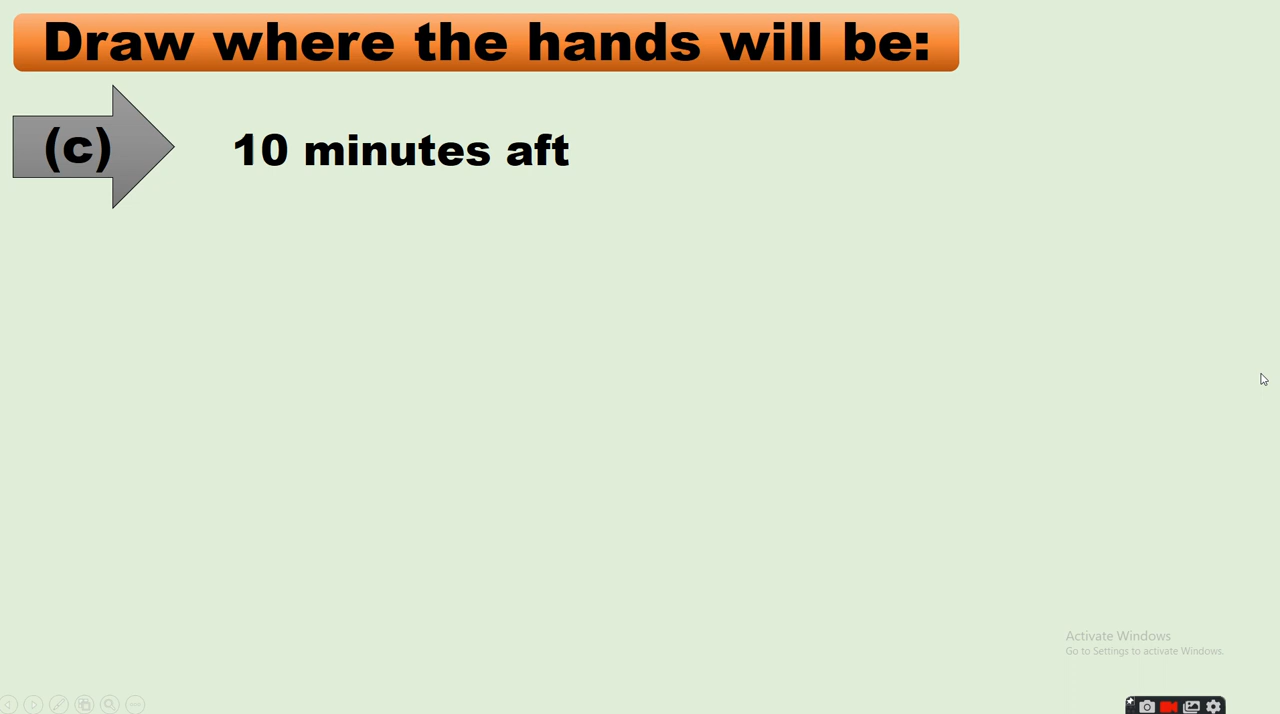 Draw where the hands will be:
(c)
10 minutes aft
Activate Windows
Go to Settings to activate Windows.